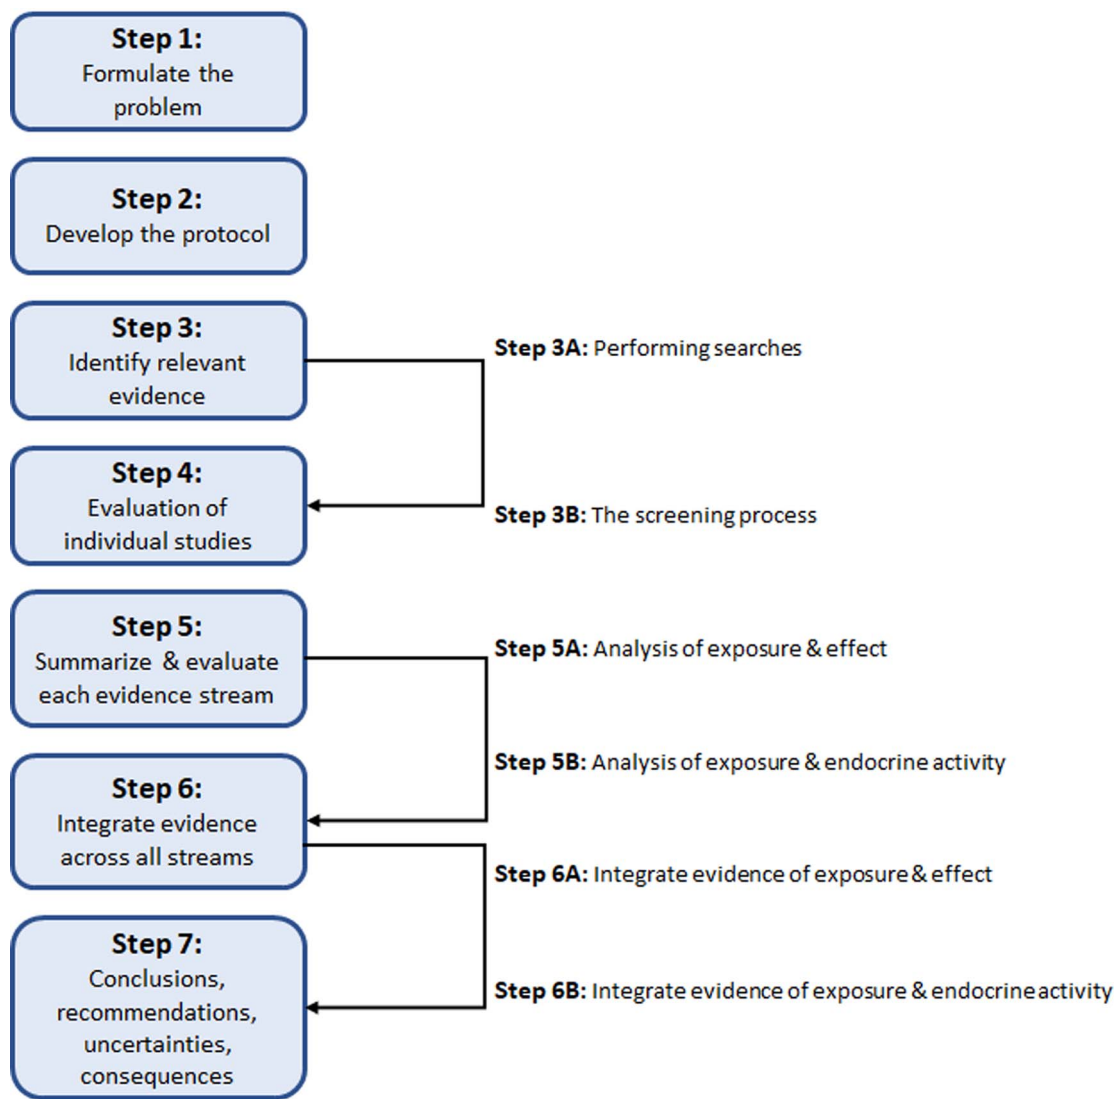 Step 1:
Formulate the
problem
Step 2:
Develop the protocol
Step 3:
Identify relevant
evidence
Step 3A: Performing searches
Step 4:
Evaluation of
individual studies
Step 3B: The screening process
Step 5:
Summarize & evaluate
each evidence stream
Step 5A: Analysis of exposure & effect
Step 5B: Analysis of exposure & endocrine activity
Step 6:
Integrate evidence
across all streams
Step 6A: Integrate evidence of exposure & effect
Step 6B: Integrate evidence of exposure & endocrine activity
Step 7:
Conclusions,
recommendations,
uncertainties,
consequences